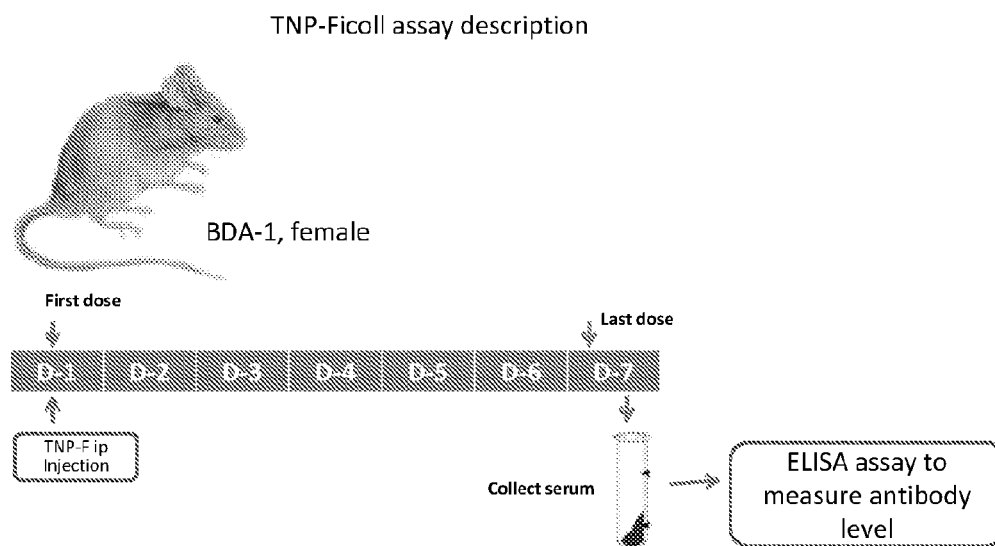 TNP-Ficoll assay description
BDA-1, female
First dose
Last dose
D-1 D-2 D-3 D-4 D-5 D-6 D-7
TNP-F ip
Injection
Collect serum
ELISA assay to
measure antibody
level